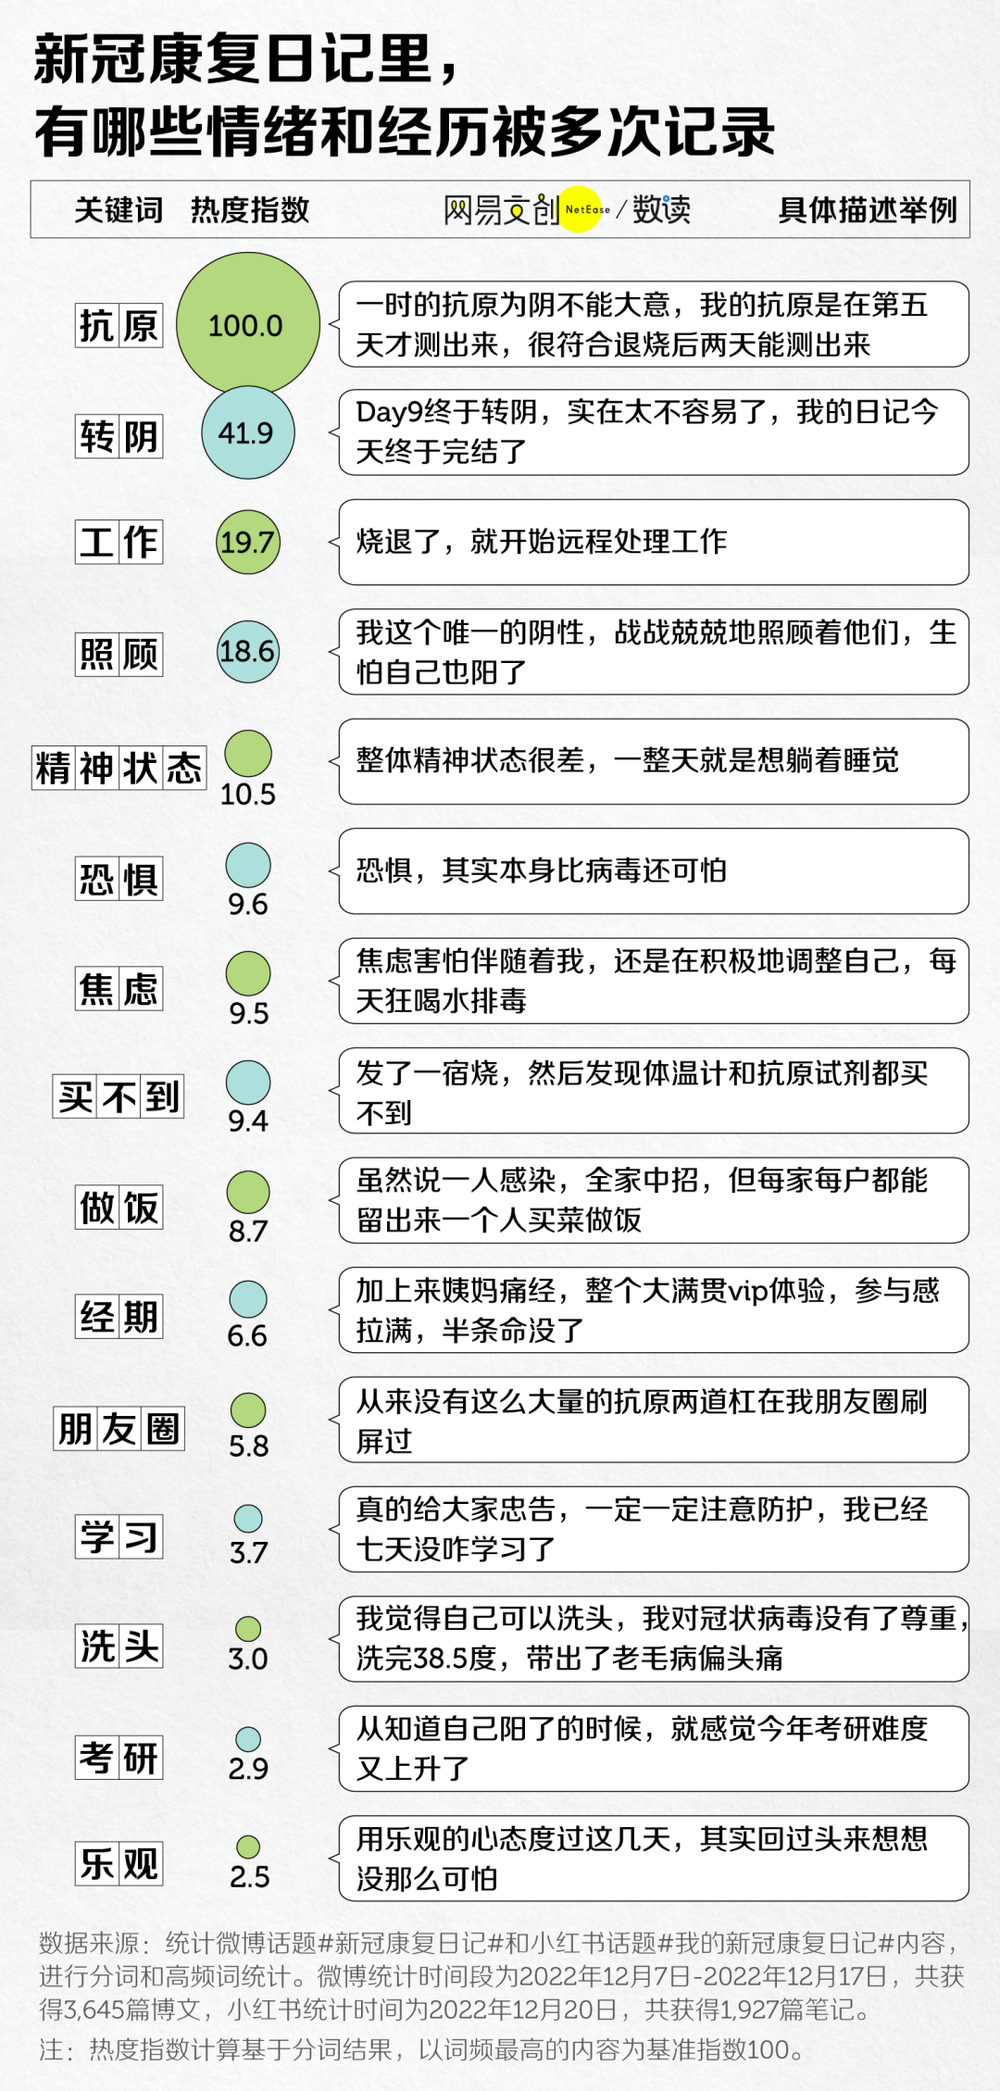 新冠康复日记里，
有哪些情绪和经历被多次记录
关键词 热度指数 网易文创 NetEase / 数读 具体描述举例
抗原 100.0 一时的抗原为阴不能大意，我的抗原是在第五
天才测出来，很符合退烧后两天能测出来
转阴 41.9 Day9终于转阴，实在太不容易了，我的日记今
天终于完结了
工作 19.7 烧退了，就开始远程处理工作
照顾 18.6 我这个唯一的阴性，战战兢兢地照顾着他们，生
怕自己也阳了
精神状态 10.5 整体精神状态很差，一整天就是想躺着睡觉
恐惧 9.6 恐惧，其实本身比病毒还可怕
焦虑 9.5 焦虑害怕伴随着我，还是在积极地调整自己，每
天狂喝水排毒
买不到 9.4 发了一宿烧，然后发现体温计和抗原试剂都买
不到
做饭 8.7 虽然说一人感染，全家中招，但每家每户都能
留出来一个人买菜做饭
经期 6.6 加上来姨妈痛经，整个大满贯vip体验，参与感
拉满，半条命没了
朋友圈 5.8 从来没有这么大量的抗原两道杠在我朋友圈刷
屏过
学习 3.7 真的给大家忠告，一定一定注意防护，我已经
七天没咋学习了
洗头 3.0 我觉得自己可以洗头，我对冠状病毒没有了尊重，
洗完38.5度，带出了老毛病偏头痛
考研 2.9 从知道自己阳了的时候，就感觉今年考研难度
又上升了
乐观 2.5 用乐观的心态度过这几天，其实回过头来想想
没那么可怕
数据来源：统计微博话题#新冠康复日记#和小红书话题#我的新冠康复日记#内容，
进行分词和高频词统计。微博统计时间段为2022年12月7日-2022年12月17日，共获
得3,645篇博文，小红书统计时间为2022年12月20日，共获得1,927篇笔记。
注：热度指数计算基于分词结果，以词频最高的内容为基准指数100。